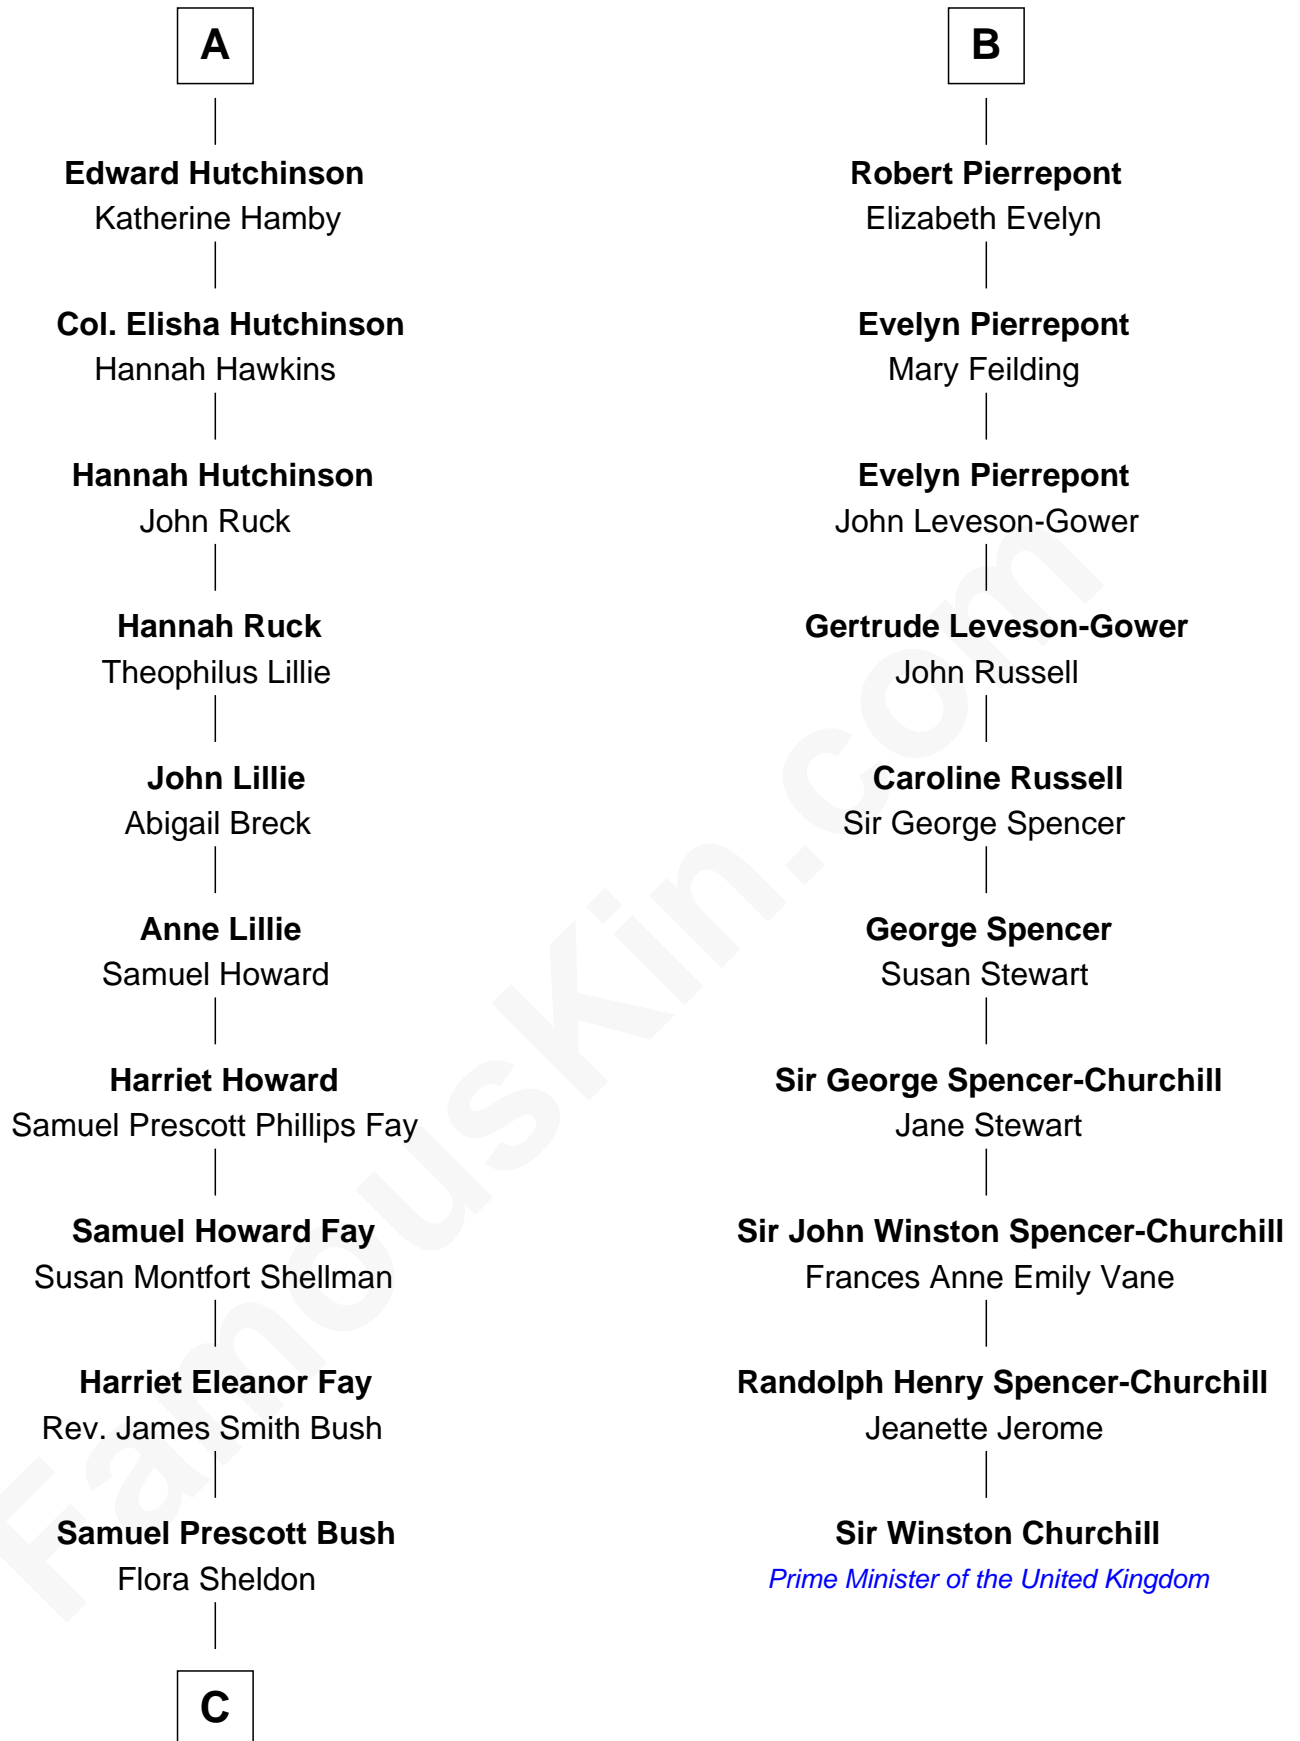 A
Edward Hutchinson
Katherine Hamby
Col. Elisha Hutchinson
Hannah Hawkins
Hannah Hutchinson
John Ruck
Hannah Ruck
Theophilus Lillie
John Lillie
Abigail Breck
Anne Lillie
Samuel Howard
Harriet Howard
Samuel Prescott Phillips Fay
Samuel Howard Fay
Susan Montfort Shellman
Harriet Eleanor Fay
Rev. James Smith Bush
Samuel Prescott Bush
Flora Sheldon
C
B
Robert Pierrepont
Elizabeth Evelyn
Evelyn Pierrepont
Mary Feilding
Evelyn Pierrepont
John Leveson-Gower
Gertrude Leveson-Gower
John Russell
Caroline Russell
Sir George Spencer
George Spencer
Susan Stewart
Sir George Spencer-Churchill
Jane Stewart
Sir John Winston Spencer-Churchill
Frances Anne Emily Vane
Randolph Henry Spencer-Churchill
Jeanette Jerome
Sir Winston Churchill
Prime Minister of the United Kingdom
FamousKin.com